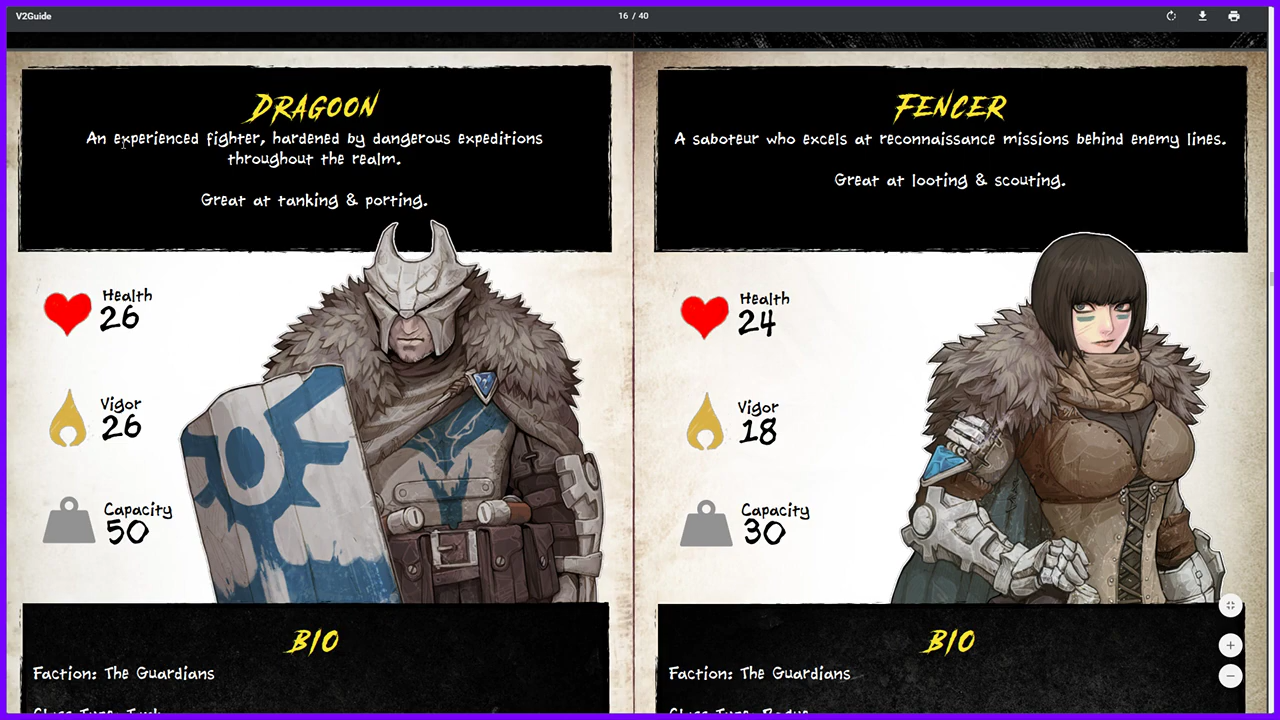 V2Guide
16 / 40
DRAGOON
An experienced fighter, hardened by dangerous expeditions
throughout the realm.
Great at tanking & porting.
Health
26
Vigor
26
Capacity
50
BIO
Faction: The Guardians
FENCER
A saboteur who excels at reconnaissance missions behind enemy lines.
Great at looting & scouting.
Health
24
Vigor
18
Capacity
30
BIO
Faction: The Guardians